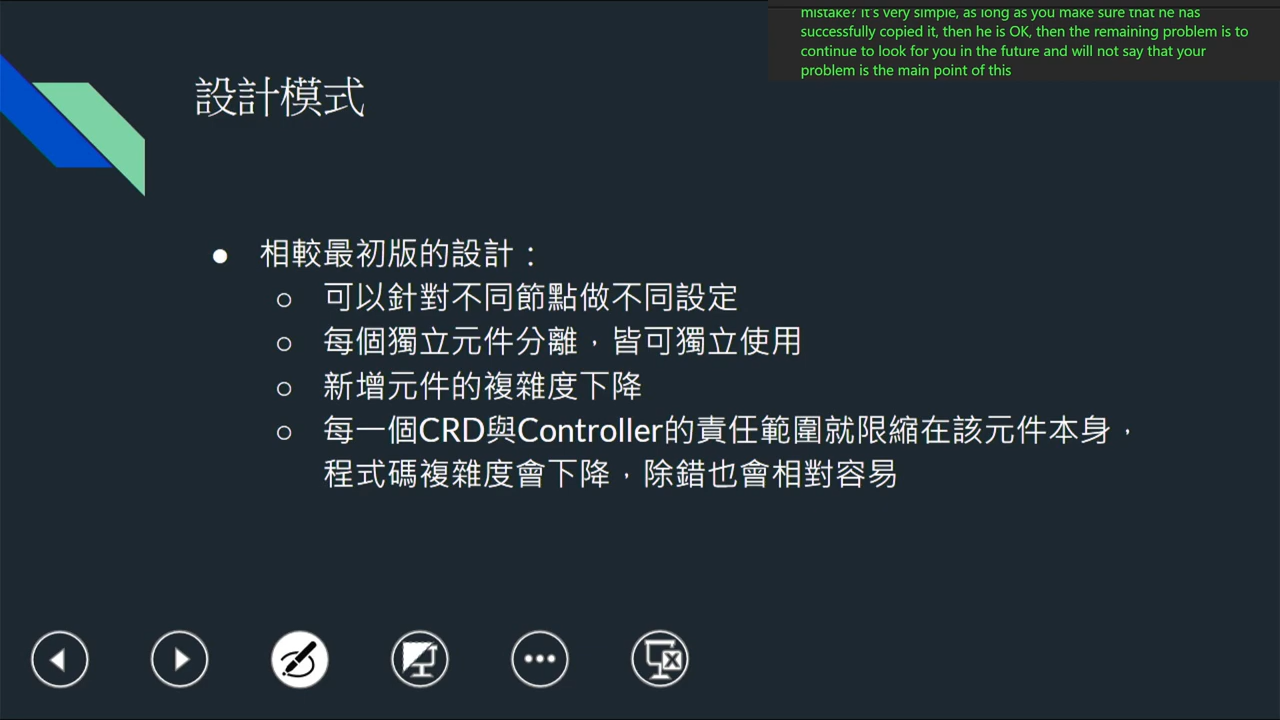 mistake? it's very simple, as long as you make sure that he has
successfully copied it, then he is OK, then the remaining problem is to
continue to look for you in the future and will not say that your
problem is the main point of this
設計模式
相較最初版的設計：
可以針對不同節點做不同設定
每個獨立元件分離，皆可獨立使用
新增元件的複雜度下降
每一個CRD與Controller的責任範圍就限縮在該元件本身，
程式碼複雜度會下降，除錯也會相對容易